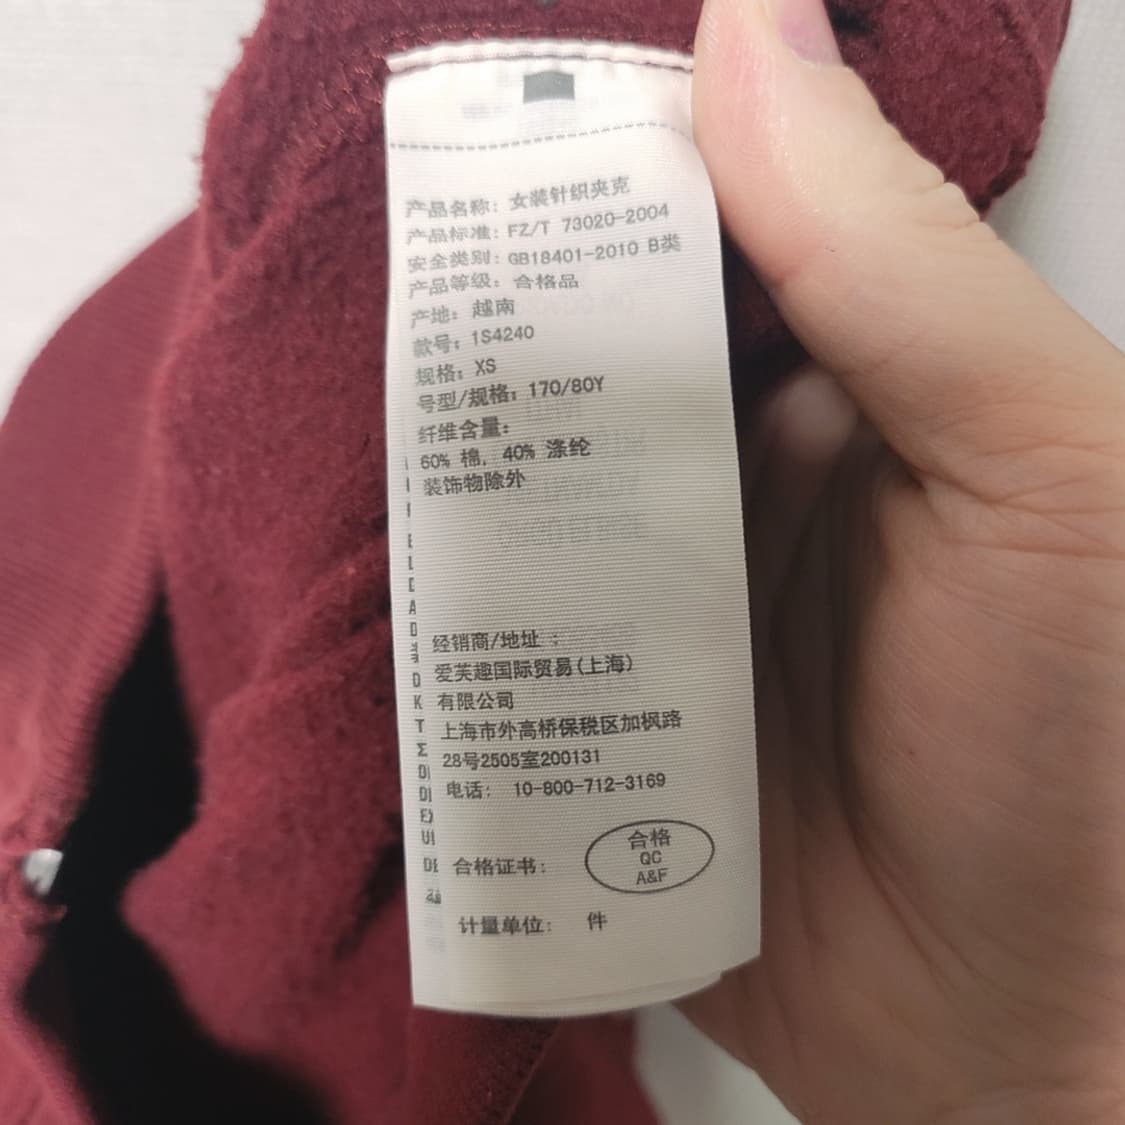 产品名称: 女装针织夹克
产品标准: FZ/T 73020-2004
安全类别: GB18401-2010 B类
产品等级: 合格品
产地: 越南
款号: 1S4240
规格: XS
号型/规格: 170/80Y
纤维含量:
60% 棉, 40% 涤纶
装饰物除外
经销商/地址 :
爱芙趣国际贸易(上海)
有限公司
上海市外高桥保税区加枫路
28号2505室200131
电话: 10-800-712-3169
合格证书:
合格
QC
A&F
计量单位: 件